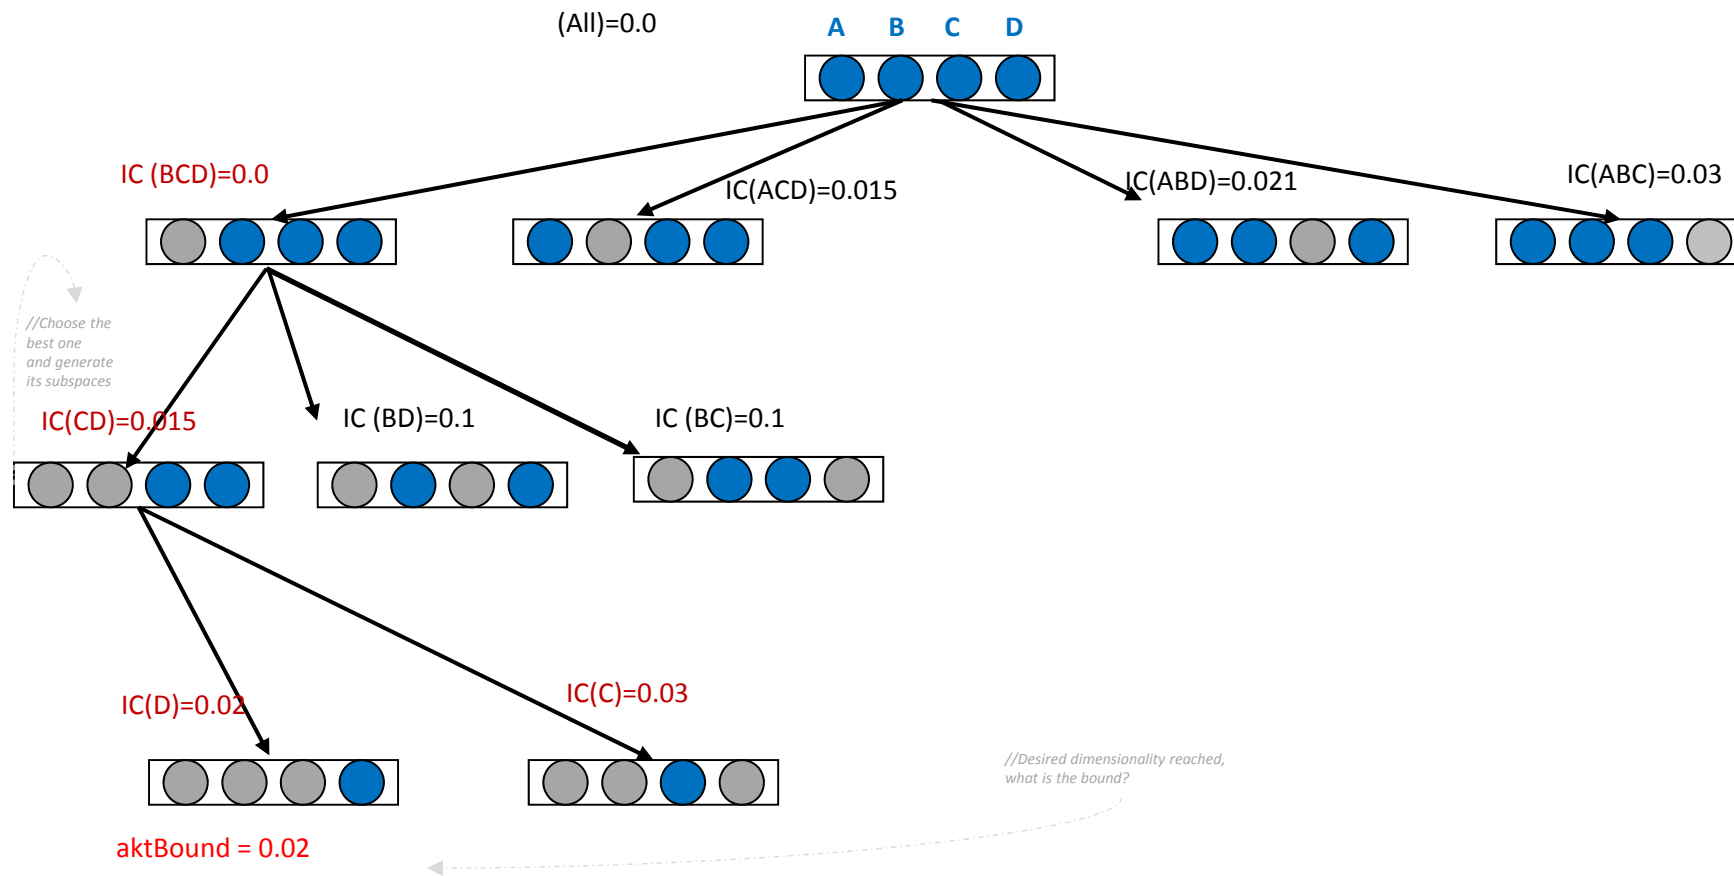 (All)=0.0
A B C D
IC (BCD)=0.0
IC(ACD)=0.015
IC(ABD)=0.021
IC(ABC)=0.03
//Choose the
best one
and generate
its subspaces
IC(CD)=0.015
IC (BD)=0.1
IC (BC)=0.1
IC(D)=0.02
IC(C)=0.03
//Desired dimensionality reached,
what is the bound?
aktBound = 0.02